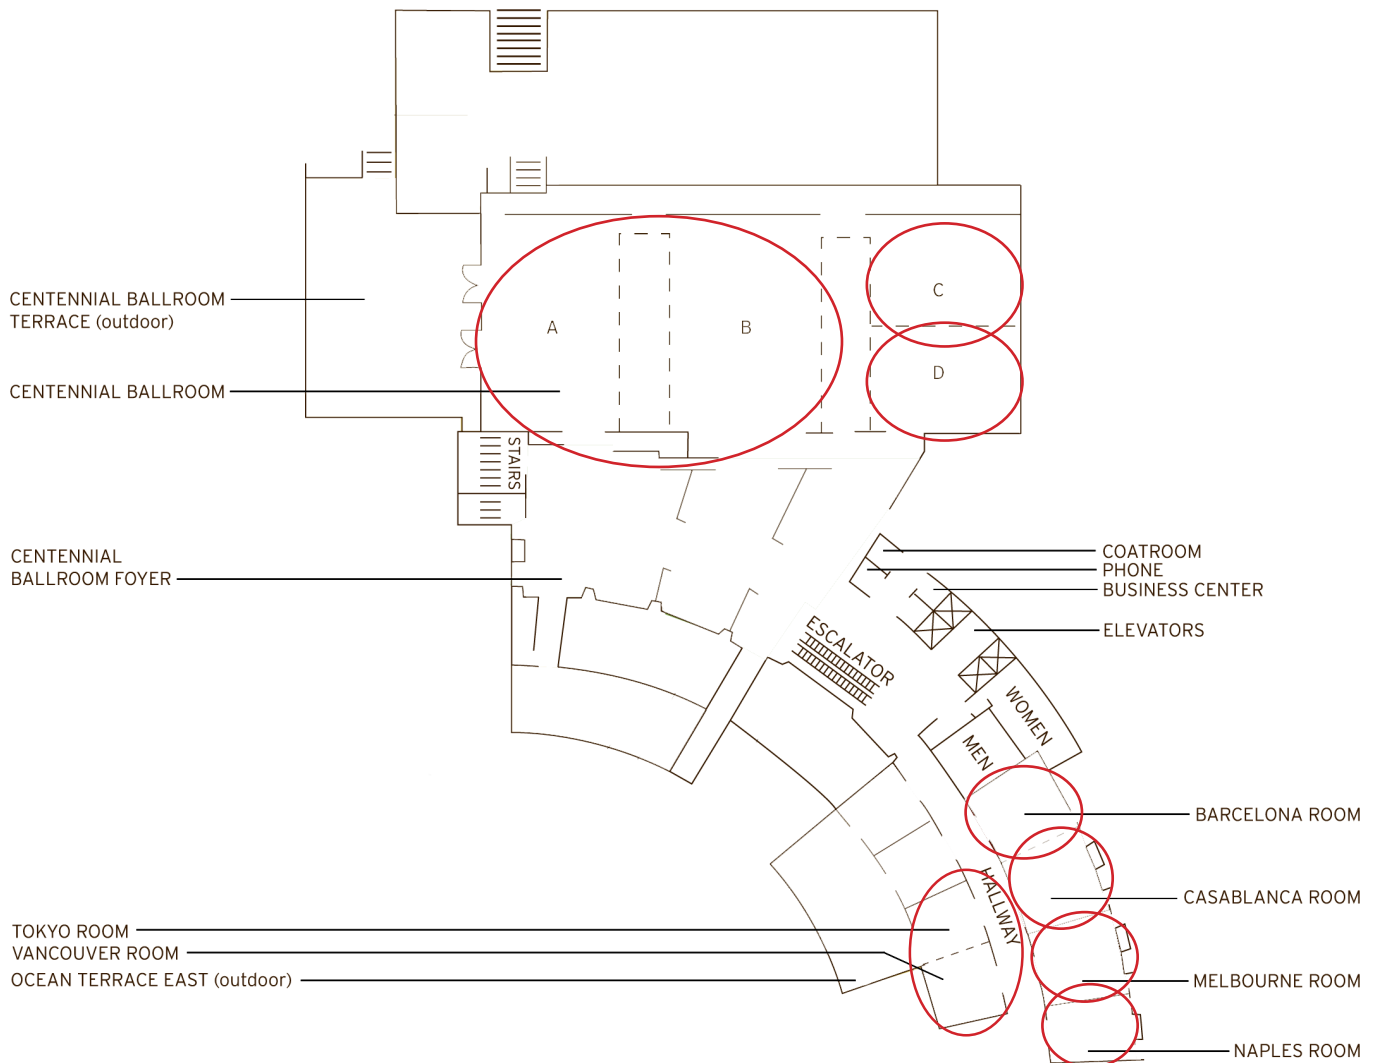 C
A
B
D
CENTENNIAL BALLROOM
TERRACE (outdoor)
CENTENNIAL BALLROOM
STAIRS
CENTENNIAL
BALLROOM FOYER
COATROOM
PHONE
BUSINESS CENTER
ELEVATORS
ESCALATOR
WOMEN
MEN
BARCELONA ROOM
HALLWAY
CASABLANCA ROOM
TOKYO ROOM
VANCOUVER ROOM
OCEAN TERRACE EAST (outdoor)
MELBOURNE ROOM
NAPLES ROOM